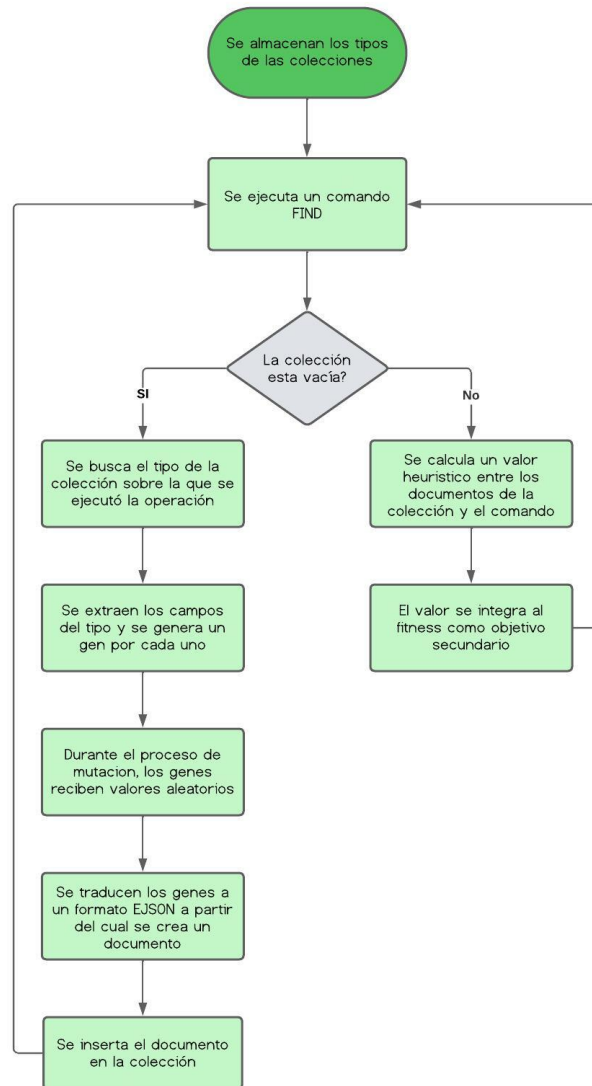 Se almacenan los tipos
de las colecciones
Se ejecuta un comando
FIND
La colección
esta vacía?
SI
No
Se busca el tipo de la
colección sobre la que se
ejecutó la operación
Se calcula un valor
heuristico entre los
documentos de la
colección y el comando
Se extraen los campos
del tipo y se genera un
gen por cada uno
El valor se integra al
fitness como objetivo
secundario
Durante el proceso de
mutacion, los genes
reciben valores aleatorios
Se traducen los genes a
un formato EJSON a partir
del cual se crea un
documento
Se inserta el documento
en la colección